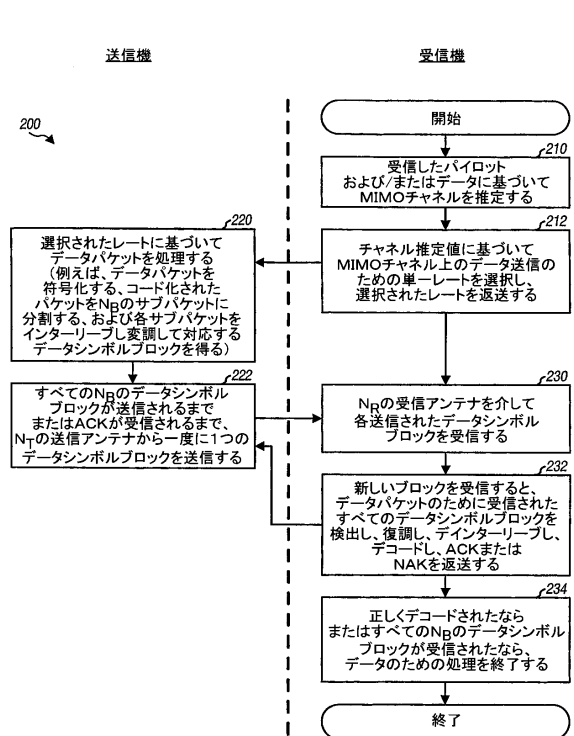 送信機
受信機
200
開始
210
受信したパイロット
および/またはデータに基づいて
MIMOチャネルを推定する
212
チャネル推定値に基づいて
MIMOチャネル上のデータ送信の
ための単一レートを選択し、
選択されたレートを返送する
220
選択されたレートに基づいて
データパケットを処理する
(例えば、データパケットを
符号化する、コード化された
パケットをNBのサブパケットに
分割する、および各サブパケットを
インターリーブし変調して対応する
データシンボルブロックを得る)
222
すべてのNBのデータシンボル
ブロックが送信されるまで
またはACKが受信されるまで、
NTの送信アンテナから一度に1つの
データシンボルブロックを送信する
230
NRの受信アンテナを介して
各送信されたデータシンボル
ブロックを受信する
232
新しいブロックを受信すると、
データパケットのために受信された
すべてのデータシンボルブロックを
検出し、復調し、デインターリーブし、
デコードし、ACKまたは
NAKを返送する
234
正しくデコードされたなら
またはすべてのNBのデータシンボル
ブロックが受信されたなら、
データのための処理を終了する
終了